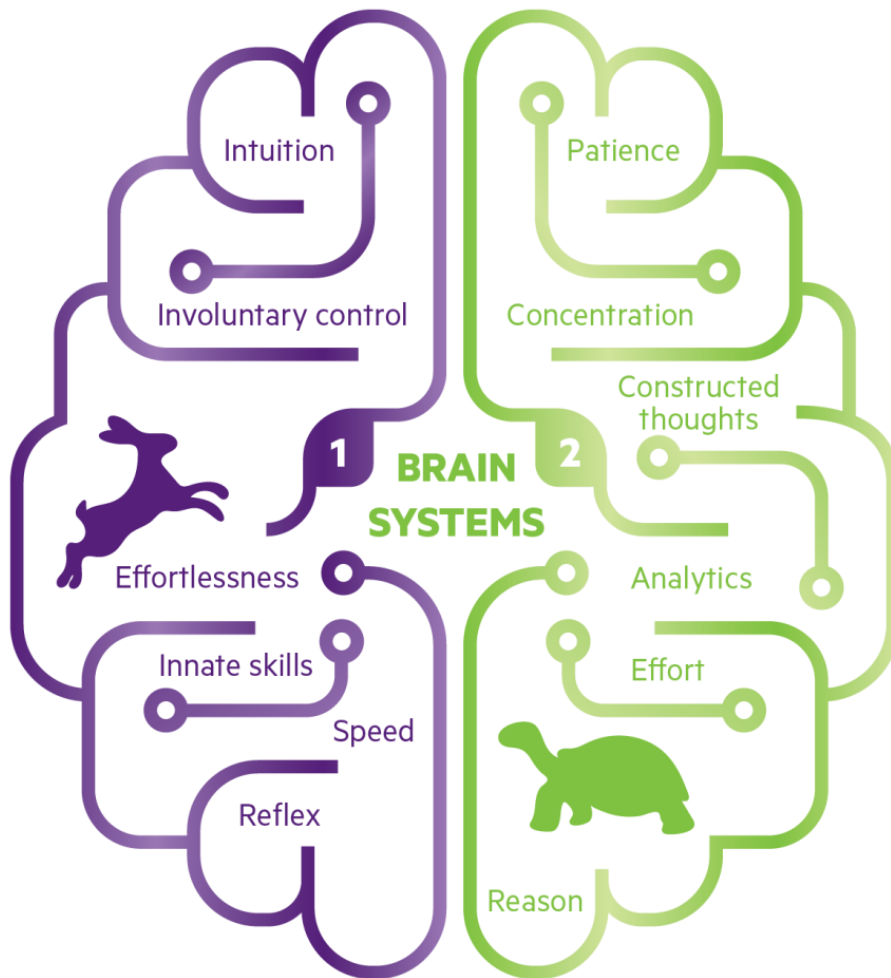 Intuition
Involuntary control
1
Effortlessness
Innate skills
Speed
Reflex
BRAIN
SYSTEMS
Patience
Concentration
Constructed
thoughts
2
Analytics
Effort
Reason